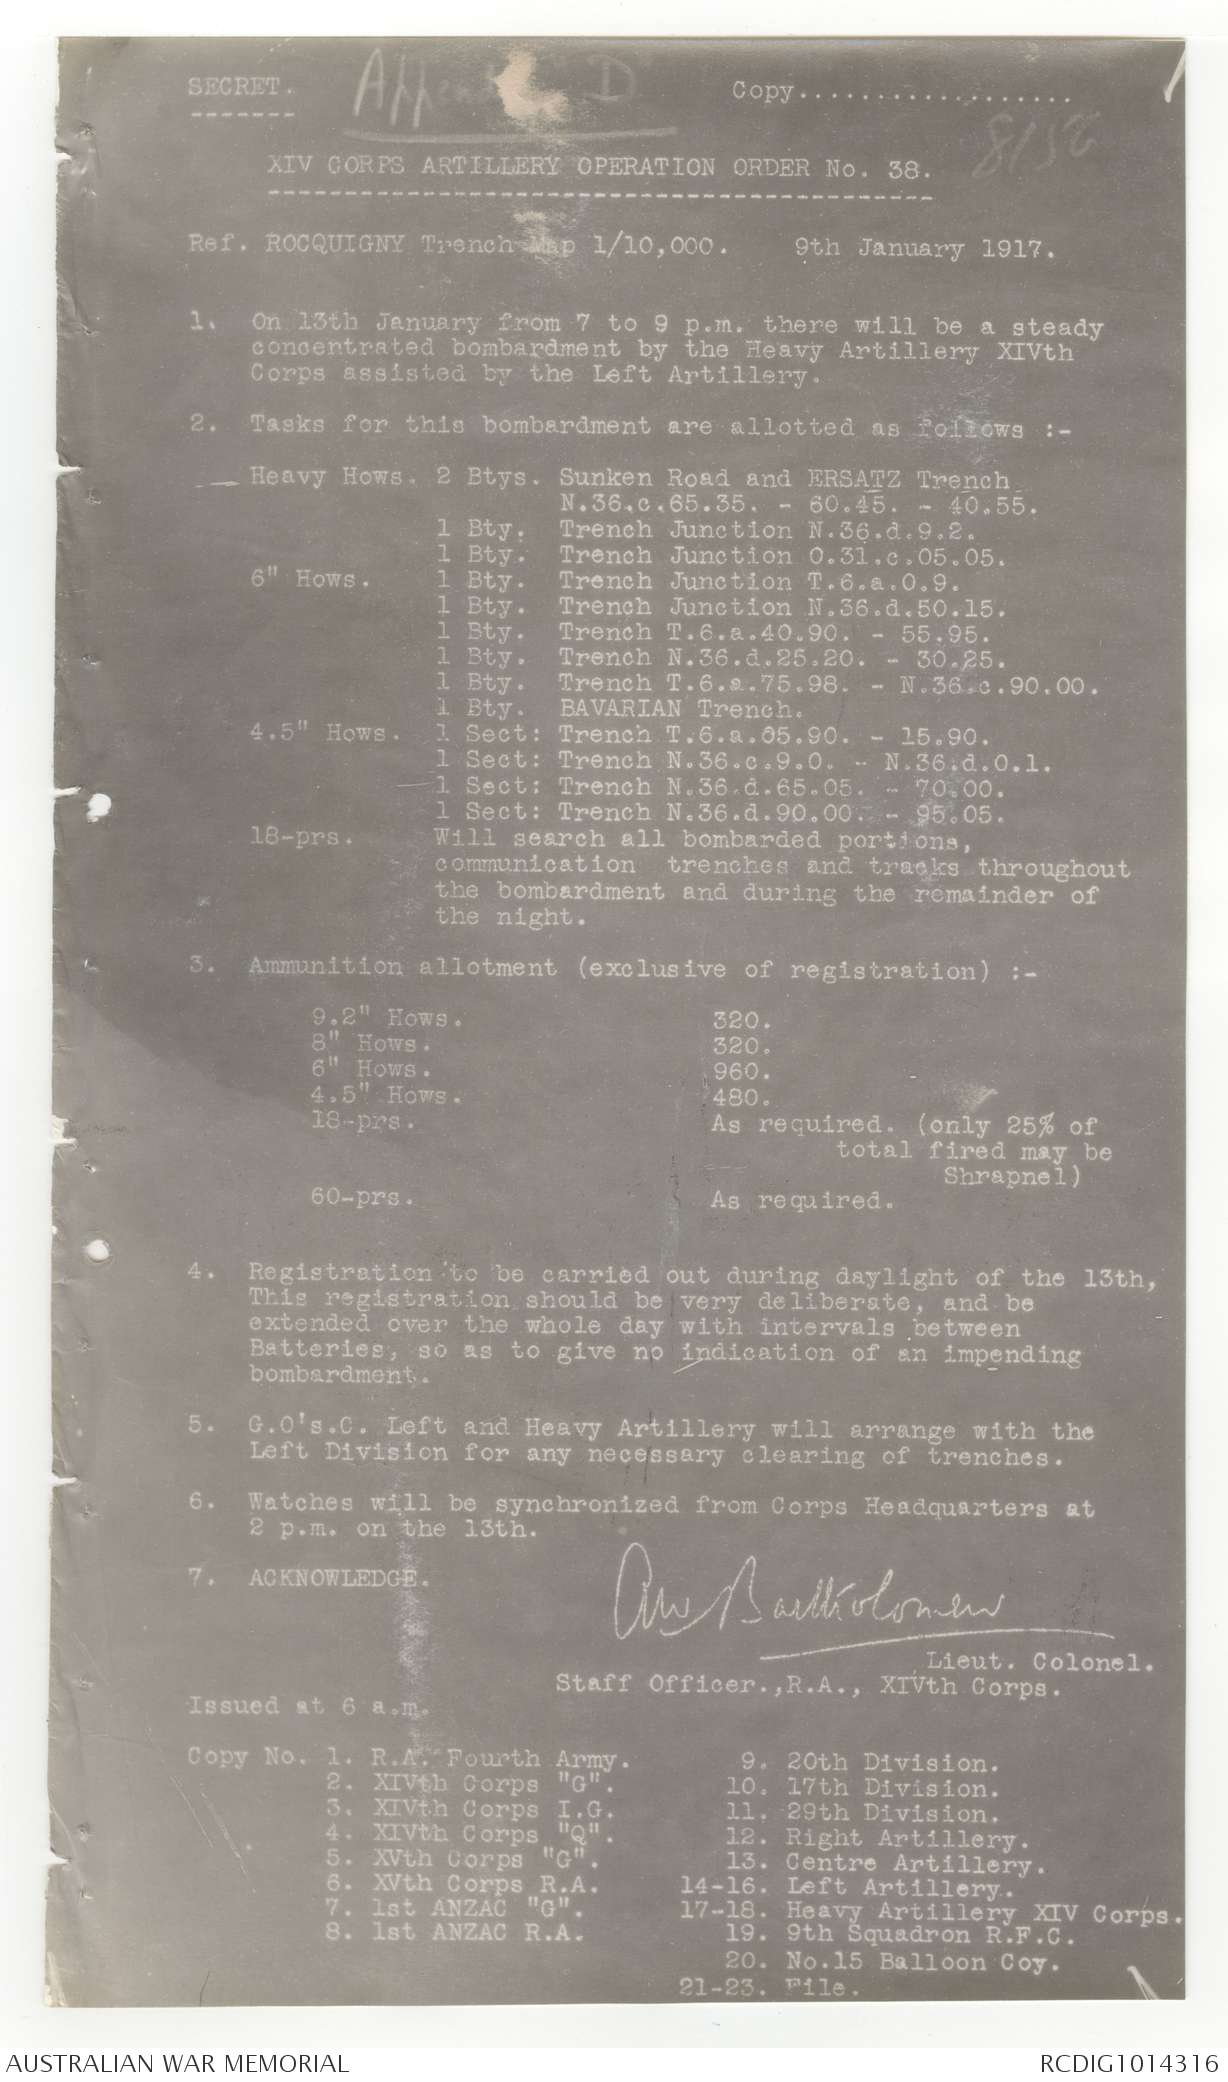 SECRET. Appendix "D" Copy..................
8/56
XIV CORPS ARTILLERY OPERATION ORDER No. 38.
Ref. ROCQUIGNY Trench Map 1/10,000. 9th January 1917.
1. On 13th January from 7 to 9 p.m. there will be a steady
concentrated bombardment by the Heavy Artillery XIVth
Corps assisted by the Left Artillery.
2. Tasks for this bombardment are allotted as follows :-
Heavy Hows. 2 Btys. Sunken Road and ERSATZ Trench
N.36.c.65.35. - 60.45. - 40.55.
1 Bty. Trench Junction N.36.d.9.2.
1 Bty. Trench Junction O.31.c.05.05.
6" Hows. 1 Bty. Trench Junction T.6.a.0.9.
1 Bty. Trench Junction N.36.d.50.15.
1 Bty. Trench T.6.a.40.90. - 55.95.
1 Bty. Trench N.36.d.25.20. - 30.25.
1 Bty. Trench T.6.a.75.98. - N.36.c.90.00.
1 Bty. BAVARIAN Trench.
4.5" Hows. 1 Sect: Trench T.6.a.05.90. - 15.90.
1 Sect: Trench N.36.c.9.0. - N.36.d.0.1.
1 Sect: Trench N.36.d.65.05. - 70.00.
1 Sect: Trench N.36.d.90.00. - 95.05.
18-prs. Will search all bombarded portions,
communication trenches and tracks throughout
the bombardment and during the remainder of
the night.
3. Ammunition allotment (exclusive of registration) :-
9.2" Hows. 320.
8" Hows. 320.
6" Hows. 960.
4.5" Hows. 480.
18-prs. As required. (only 25% of
total fired may be
Shrapnel)
60-prs. As required.
4. Registration to be carried out during daylight of the 13th,
This registration should be very deliberate, and be
extended over the whole day with intervals between
Batteries, so as to give no indication of an impending
bombardment.
5. G.O's.C. Left and Heavy Artillery will arrange with the
Left Division for any necessary clearing of trenches.
6. Watches will be synchronized from Corps Headquarters at
2 p.m. on the 13th.
7. ACKNOWLEDGE.
AW Bartholomew
Lieut. Colonel.
Staff Officer.,R.A., XIVth Corps.
Issued at 6 a.m.
Copy No. 1. R.A. Fourth Army. 9. 20th Division.
2. XIVth Corps "G". 10. 17th Division.
3. XIVth Corps I.G. 11. 29th Division.
4. XIVth Corps "Q". 12. Right Artillery.
5. XVth Corps "G". 13. Centre Artillery.
6. XVth Corps R.A. 14-16. Left Artillery.
7. 1st ANZAC "G". 17-18. Heavy Artillery XIV Corps.
8. 1st ANZAC R.A. 19. 9th Squadron R.F.C.
20. No.15 Balloon Coy.
21-23. File.
AUSTRALIAN WAR MEMORIAL RCDIG1014316